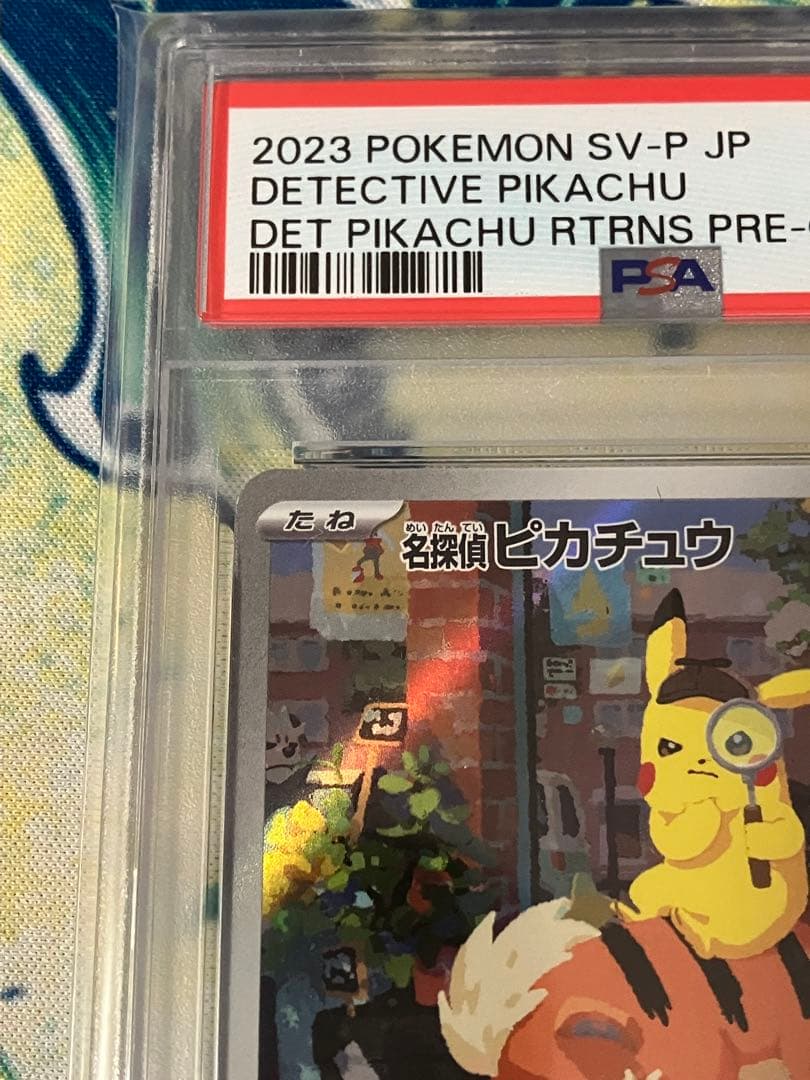 2023 POKEMON SV-P JP
DETECTIVE PIKACHU
DET PIKACHU RTRNS PRE-
PSA
たね
名探偵ピカチュウ
めいたんてい